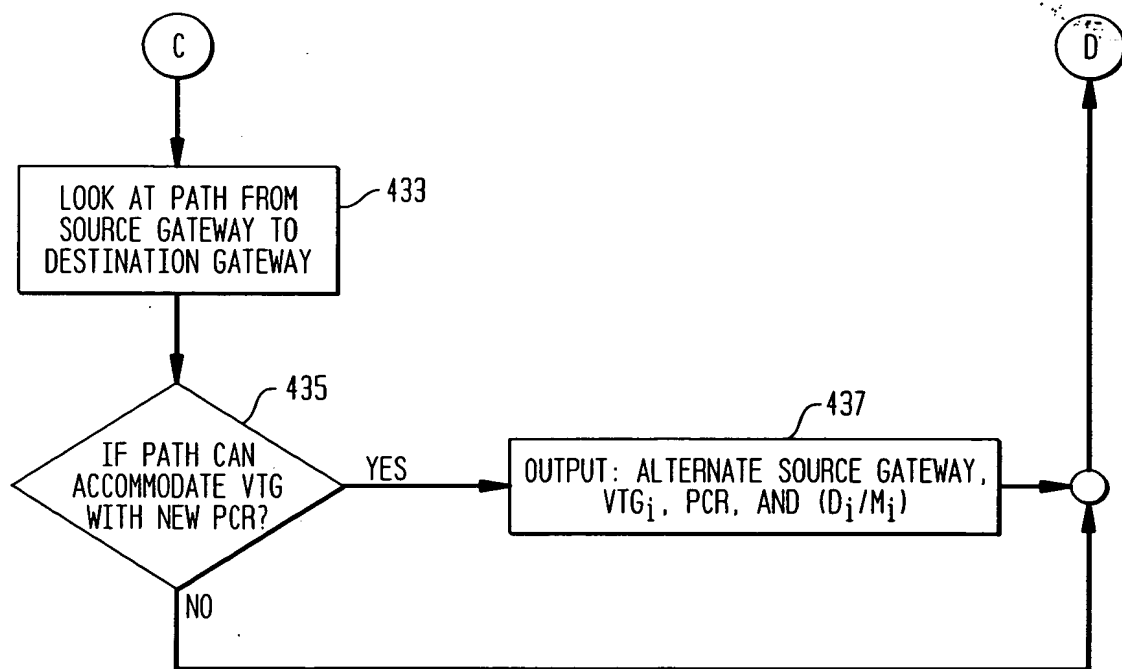 C
D
LOOK AT PATH FROM
SOURCE GATEWAY TO
DESTINATION GATEWAY
433
IF PATH CAN
ACCOMMODATE VTG
WITH NEW PCR?
435
YES
NO
OUTPUT: ALTERNATE SOURCE GATEWAY,
VTGi, PCR, AND (Di/Mi)
437